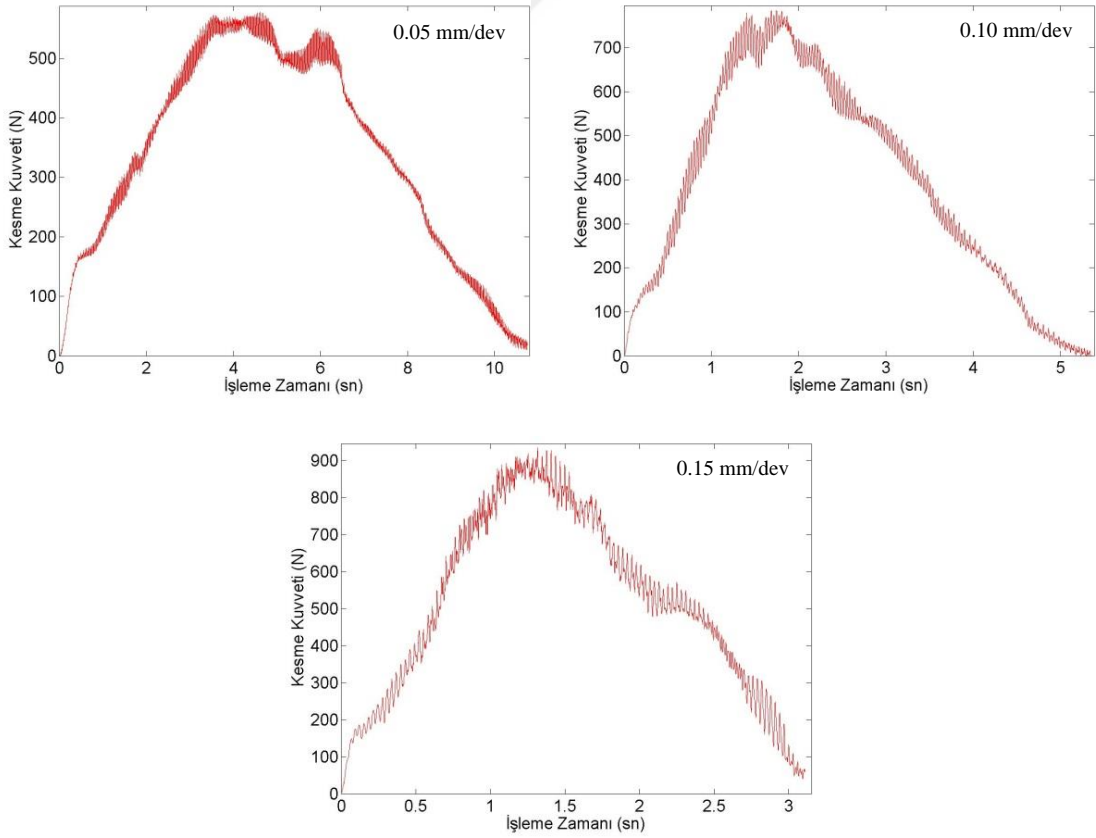 0.05 mm/dev
Kesme Kuvveti (N)
500
400
300
200
100
0
0 2 4 6 8 10
İşleme Zamanı (sn)
0.10 mm/dev
Kesme Kuvveti (N)
700
600
500
400
300
200
100
0
0 1 2 3 4 5
İşleme Zamanı (sn)
0.15 mm/dev
Kesme Kuvveti (N)
900
800
700
600
500
400
300
200
100
0
0 0.5 1 1.5 2 2.5 3
İşleme Zamanı (sn)